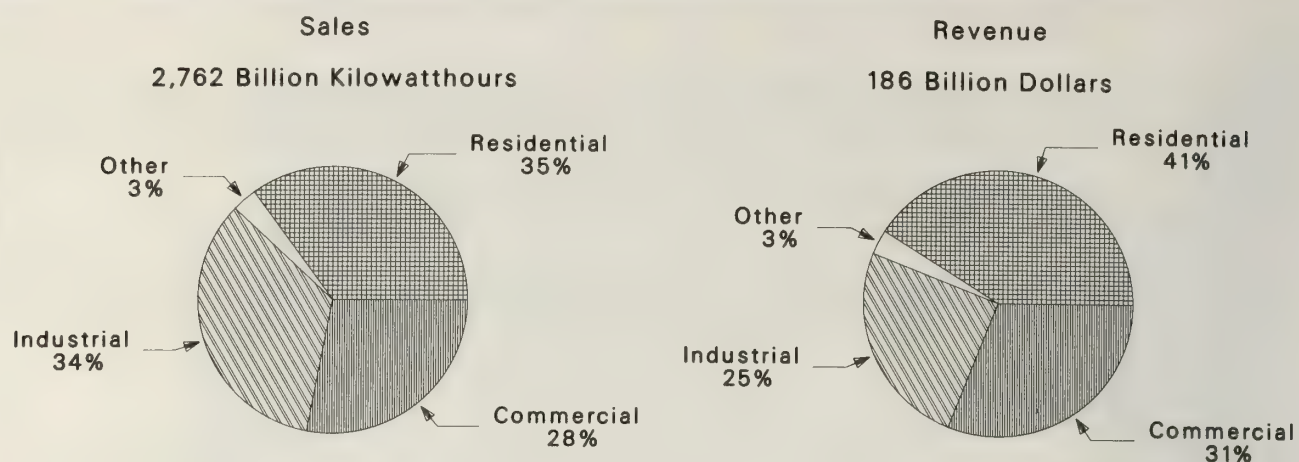 Sales
2,762 Billion Kilowatthours
Residential
35%
Other
3%
Industrial
34%
Commercial
28%
Revenue
186 Billion Dollars
Residential
41%
Other
3%
Industrial
25%
Commercial
31%